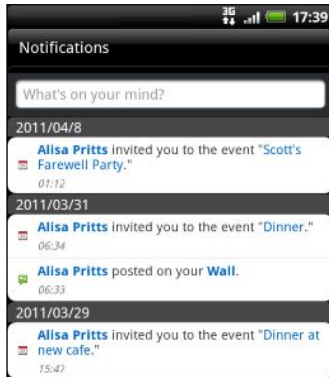 3G 17:39
Notifications
What's on your mind?
2011/04/8
Alisa Pritts invited you to the event "Scott's
Farewell Party."
01:12
2011/03/31
Alisa Pritts invited you to the event "Dinner."
06:34
Alisa Pritts posted on your Wall.
06:33
2011/03/29
Alisa Pritts invited you to the event "Dinner at
new cafe."
15:47